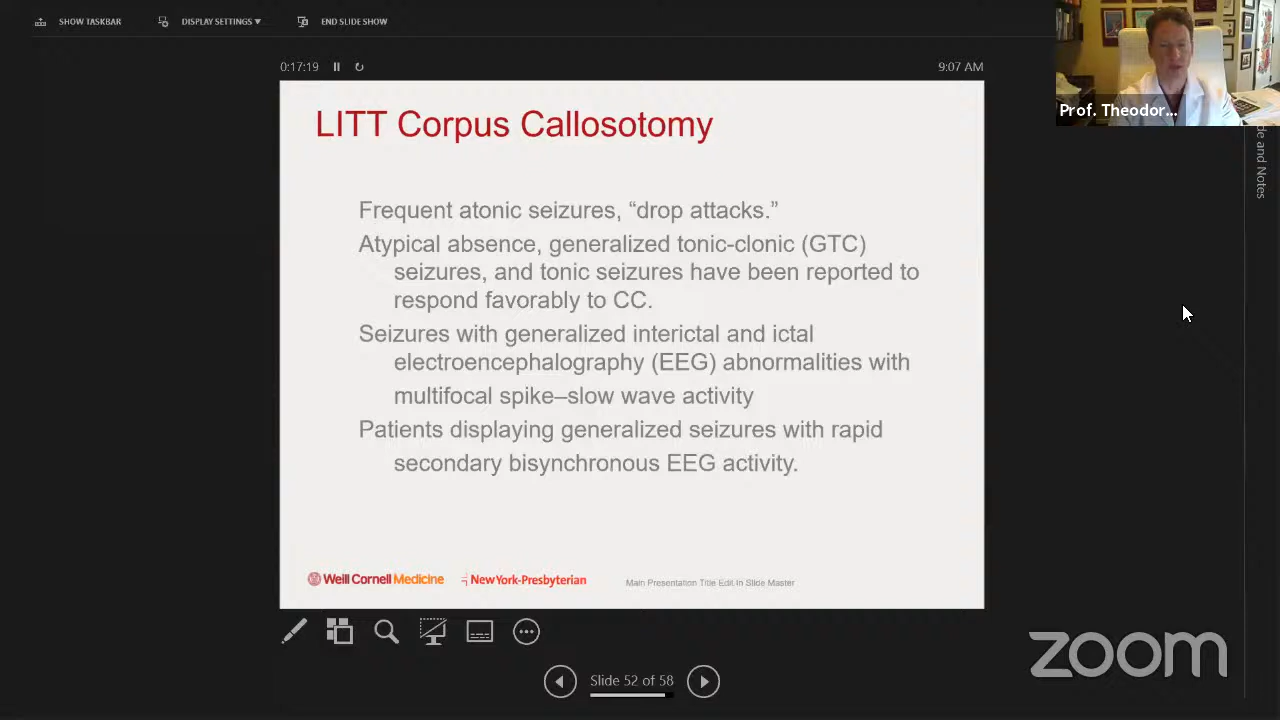 SHOW TASKBAR
DISPLAY SETTINGS ▼
END SLIDE SHOW
0:17:19
9:07 AM
Prof. Theodor...
LITT Corpus Callosotomy
Frequent atonic seizures, “drop attacks.”
Atypical absence, generalized tonic-clonic (GTC)
seizures, and tonic seizures have been reported to
respond favorably to CC.
Seizures with generalized interictal and ictal
electroencephalography (EEG) abnormalities with
multifocal spike–slow wave activity
Patients displaying generalized seizures with rapid
secondary bisynchronous EEG activity.
Weill Cornell Medicine
NewYork-Presbyterian
Main Presentation Title Edit in Slide Master
Slide 52 of 58
and Notes
zoom